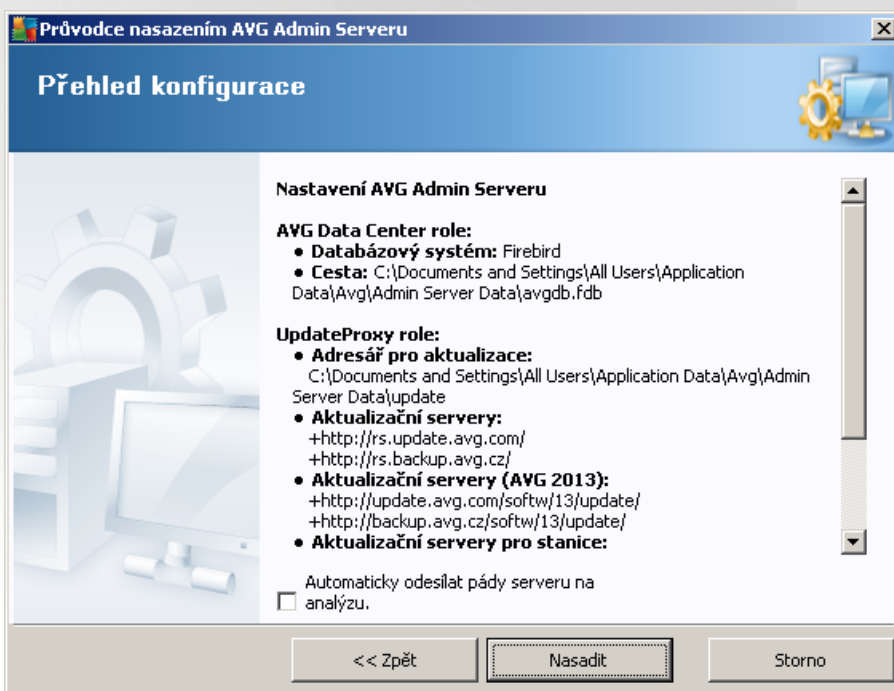 Průvodce nasazením AVG Admin Serveru
Přehled konfigurace
Nastavení AVG Admin Serveru
AVG Data Center role:
● Databázový systém: Firebird
● Cesta: C:\Documents and Settings\All Users\Application
Data\Avg\Admin Server Data\avgdb.fdb
UpdateProxy role:
● Adresář pro aktualizace:
C:\Documents and Settings\All Users\Application Data\Avg\Admin
Server Data\update
● Aktualizační servery:
+http://rs.update.avg.com/
+http://rs.backup.avg.cz/
● Aktualizační servery (AVG 2013):
+http://update.avg.com/softw/13/update/
+http://backup.avg.cz/softw/13/update/
● Aktualizační servery pro stanice:
Automaticky odesílat pády serveru na
analýzu.
<< Zpět
Nasadit
Storno